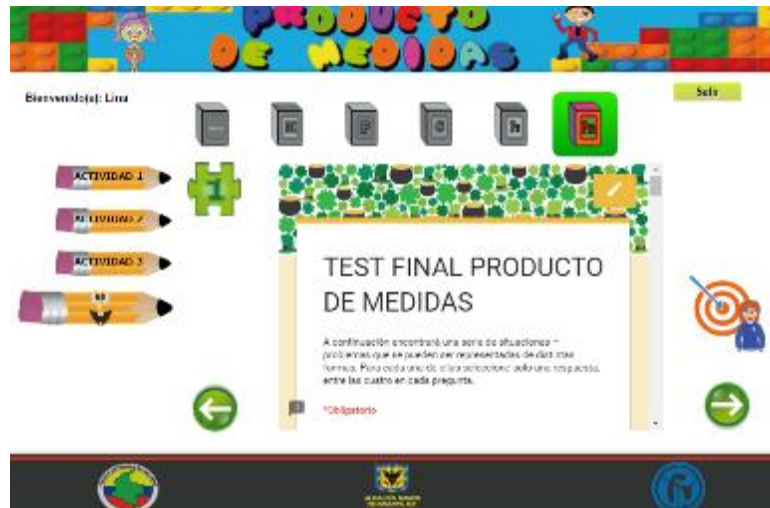 PRODUCTO
DE MEDIDAS
Bienvenido(a): Lina
Salir
ACTIVIDAD 1
1
ACTIVIDAD 2
ACTIVIDAD 3
TEST FINAL PRODUCTO
DE MEDIDAS
A continuación encontrará una serie de situaciones –
problemas que se pueden ser representadas de distintas
formas. Para cada una de ellas seleccione solo una respuesta,
entre las cuatro en cada pregunta.
*Obligatorio